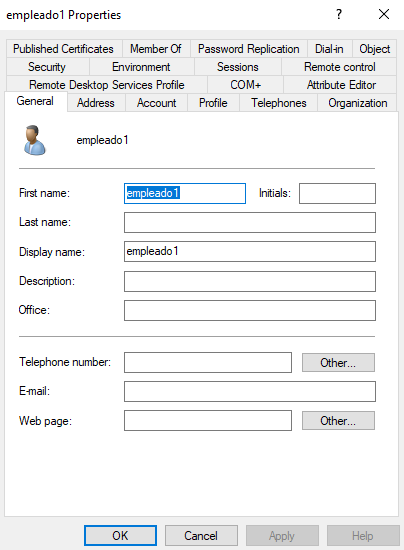 empleado1 Properties ? ×
Published Certificates Member Of Password Replication Dial-in Object
Security Environment Sessions Remote control
Remote Desktop Services Profile COM+ Attribute Editor
General Address Account Profile Telephones Organization
empleado1
First name: empleado1 Initials:
Last name:
Display name: empleado1
Description:
Office:
Telephone number: Other...
E-mail:
Web page: Other...
OK Cancel Apply Help